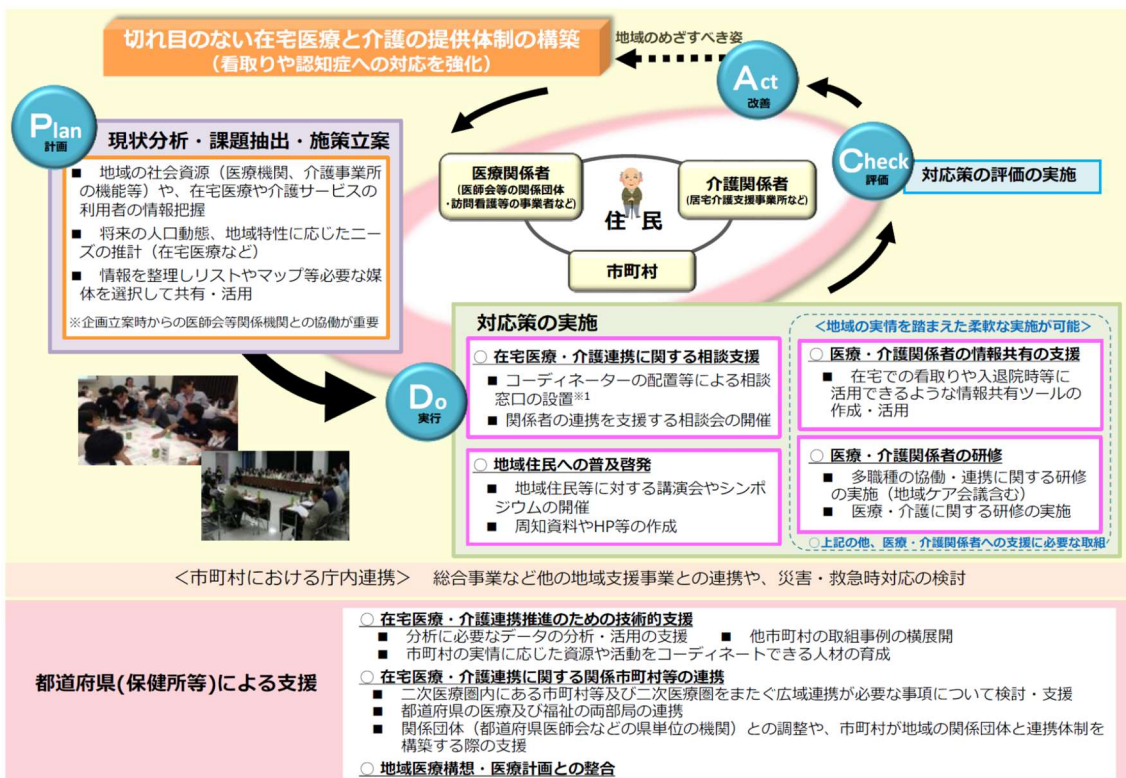 切れ目のない在宅医療と介護の提供体制の構築
（看取りや認知症への対応を強化）
地域のめざすべき姿
Act
改善
Plan
計画
現状分析・課題抽出・施策立案
■ 地域の社会資源（医療機関、介護事業所
の機能等）や、在宅医療や介護サービスの
利用者の情報把握
■ 将来の人口動態、地域特性に応じたニー
ズの推計（在宅医療など）
■ 情報を整理しリストやマップ等必要な媒
体を選択して共有・活用
※企画立案時からの医師会等関係機関との協働が重要
医療関係者
(医師会等の関係団体
・訪問看護等の事業者など)
介護関係者
(居宅介護支援事業所など)
住民
市町村
Check
評価
対応策の評価の実施
Do
実行
対応策の実施
○ 在宅医療・介護連携に関する相談支援
■ コーディネーターの配置等による相談
窓口の設置※1
■ 関係者の連携を支援する相談会の開催
○ 地域住民への普及啓発
■ 地域住民等に対する講演会やシンポ
ジウムの開催
■ 周知資料やHP等の作成
＜地域の実情を踏まえた柔軟な実施が可能＞
○ 医療・介護関係者の情報共有の支援
■ 在宅での看取りや入退院時等に
活用できるような情報共有ツールの
作成・活用
○ 医療・介護関係者の研修
■ 多職種の協働・連携に関する研修
の実施（地域ケア会議含む）
■ 医療・介護に関する研修の実施
○上記の他、医療・介護関係者への支援に必要な取組
＜市町村における庁内連携＞ 総合事業など他の地域支援事業との連携や、災害・救急時対応の検討
都道府県(保健所等)による支援
○ 在宅医療・介護連携推進のための技術的支援
■ 分析に必要なデータの分析・活用の支援 ■ 他市町村の取組事例の横展開
■ 市町村の実情に応じた資源や活動をコーディネートできる人材の育成
○ 在宅医療・介護連携に関する関係市町村等の連携
■ 二次医療圏内にある市町村等及び二次医療圏をまたぐ広域連携が必要な事項について検討・支援
■ 都道府県の医療及び福祉の両部局の連携
■ 関係団体（都道府県医師会などの県単位の機関）との調整や、市町村が地域の関係団体と連携体制を
構築する際の支援
○ 地域医療構想・医療計画との整合